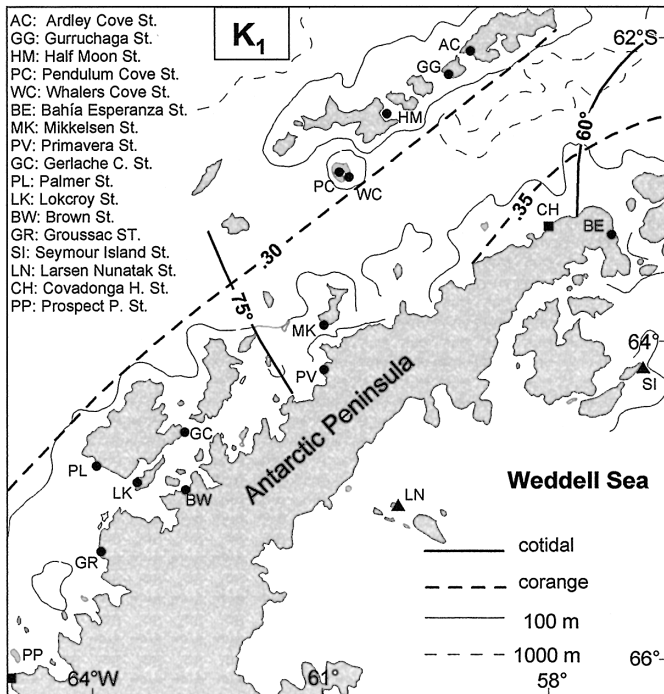 AC: Ardley Cove St.
GG: Gurruchaga St.
HM: Half Moon St.
PC: Pendulum Cove St.
WC: Whalers Cove St.
BE: Bahía Esperanza St.
MK: Mikkelsen St.
PV: Primavera St.
GC: Gerlache C. St.
PL: Palmer St.
LK: Lokcroy St.
BW: Brown St.
GR: Groussac ST.
SI: Seymour Island St.
LN: Larsen Nunatak St.
CH: Covadonga H. St.
PP: Prospect P. St.
K1
62°S
AC
GG
HM
60°
PC
WC
.35
CH
BE
.30
75°
MK
64°
PV
SI
Antarctic Peninsula
GC
PL
LK
BW
Weddell Sea
LN
cotidal
GR
corange
100 m
PP
1000 m
66°
64°W
61°
58°